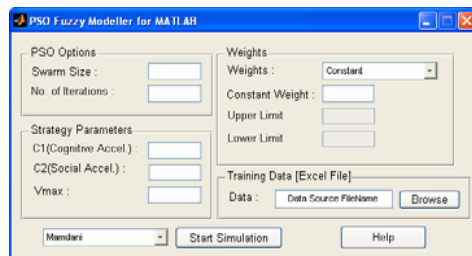 PSO Fuzzy Modeller for MATLAB
PSO Options
Swarm Size :
No. of Iterations :
Strategy Parameters
C1(Cognitive Accel.) :
C2(Social Accel.) :
Vmax :
Weights
Weights : Constant
Constant Weight :
Upper Limit
Lower Limit
Training Data [Excel File]
Data : Data Source FileName Browse
Mamdani Start Simulation Help